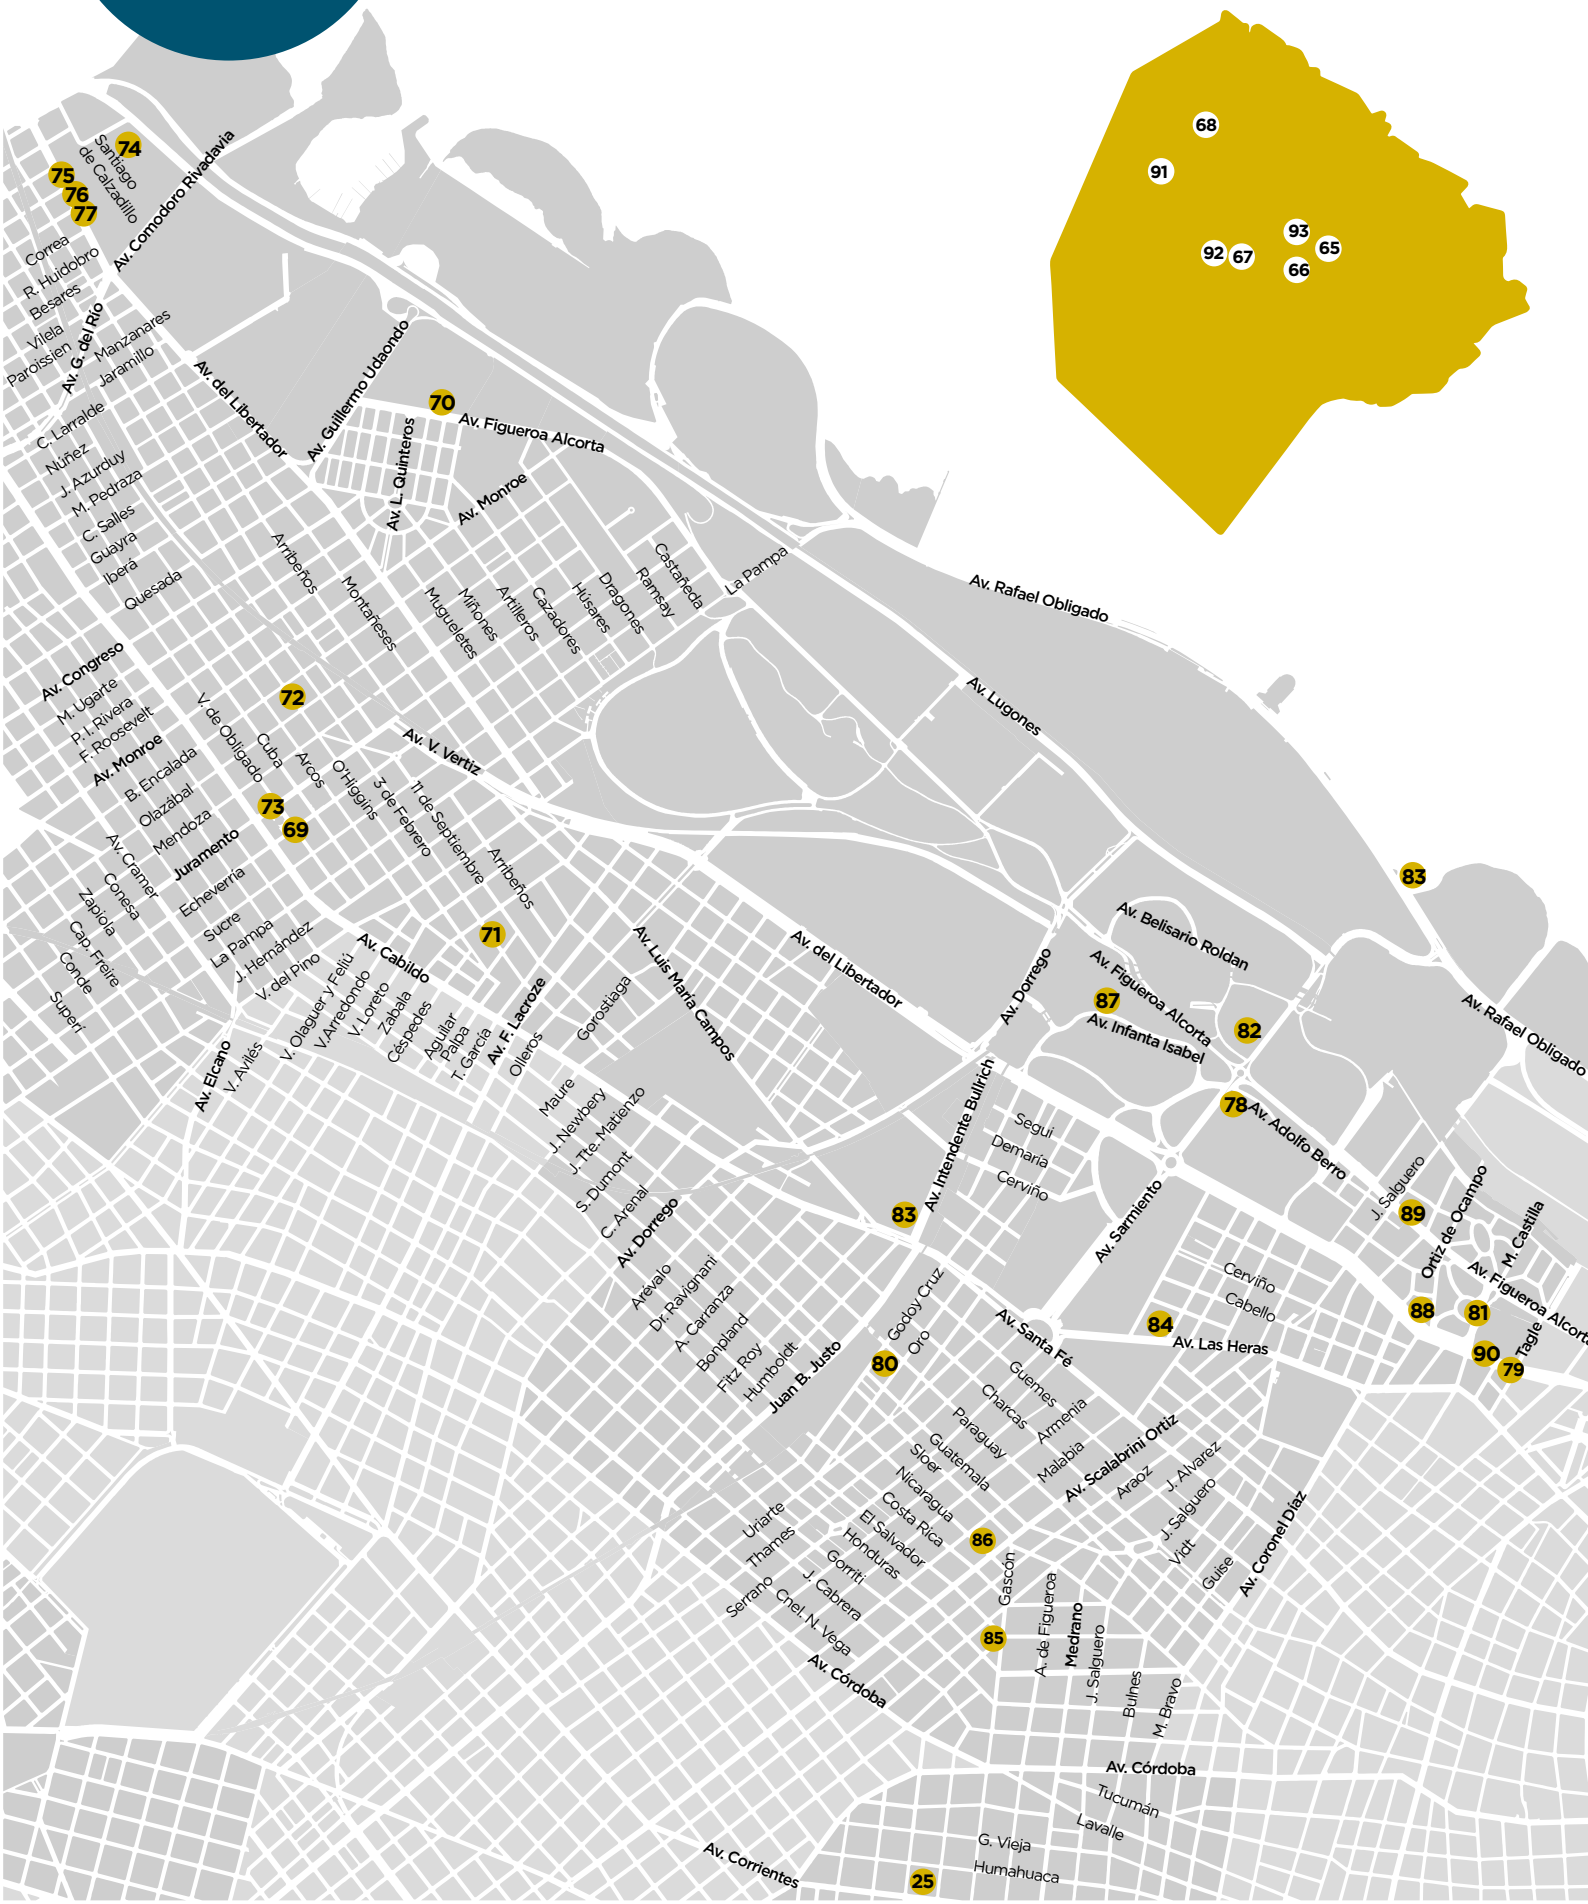 68
91
93
65
92
67
66
74
75
76
77
Santiago
de Calzadillo
Av. Comodoro Rivadavia
Correa
R. Huidobro
Besares
Vilela
Paroissien
Av. G. del Río
Manzanares
Jaramillo
Av. del Libertador
Av. Guillermo Udaondo
70
Av. Figueroa Alcorta
Av. L. Quinteros
Av. Monroe
C. Larralde
Núñez
J. Azurduy
M. Pedraza
C. Salles
Guayra
Iberá
Quesada
Arribeños
Montañeses
Mugueletes
Miñones
Artilleros
Cazadores
Húsares
Dragones
Ramsay
Castañeda
La Pampa
Av. Rafael Obligado
Av. Lugones
Av. Congreso
M. Ugarte
P. I. Rivera
F. Roosevelt
Av. Monroe
B. Encalada
Olazábal
Mendoza
Juramento
Echeverría
Sucre
La Pampa
J. Hernández
V. del Pino
72
V. de Obligado
Cuba
Arcos
O'Higgins
3 de Febrero
11 de Septiembre
Arribeños
Av. V. Vertiz
73
69
71
Av. Cramer
Conesa
Zapiola
Cap. Freire
Conde
Superí
Av. Cabildo
Av. Elcano
V. Avilés
V. Olaguer y Feliú
V.Arredondo
V. Loreto
Zabala
Céspedes
Aguilar
Palpa
T. García
Av. F. Lacroze
Olleros
Gorostiaga
Av. Luis María Campos
Av. del Libertador
Av. Dorrego
83
Av. Belisario Roldan
Av. Figueroa Alcorta
87
Av. Infanta Isabel
82
78
Av. Adolfo Berro
Av. Rafael Obligado
Maure
J. Newbery
J. Tte. Matienzo
S. Dumont
C. Arenal
Av. Dorrego
Arévalo
Dr. Ravignani
A. Carranza
Bonpland
Fitz Roy
Humboldt
Juan B. Justo
Av. Intendente Bullrich
Segui
Demaría
Cerviño
83
Av. Sarmiento
J. Salguero
89
Ortiz de Ocampo
M. Castilla
Av. Figueroa Alcorta
88
81
90
79
Tagle
Cerviño
Cabello
84
Av. Las Heras
Godoy Cruz
Oro
80
Av. Santa Fé
Guemes
Charcas
Paraguay
Guatemala
Sloer
Nicaragua
Costa Rica
El Salvador
Honduras
Gorriti
J. Cabrera
Cnel. N. Vega
Armenia
Malabia
Av. Scalabrini Ortiz
Araoz
J. Alvarez
J. Salguero
Vidt
Guise
Av. Coronel Díaz
Uriarte
Thames
Serrano
86
Gascón
85
A. de Figueroa
Medrano
J. Salguero
Bulnes
M. Bravo
Av. Córdoba
Av. Córdoba
Tucumán
Lavalle
G. Vieja
Humahuaca
Av. Corrientes
25